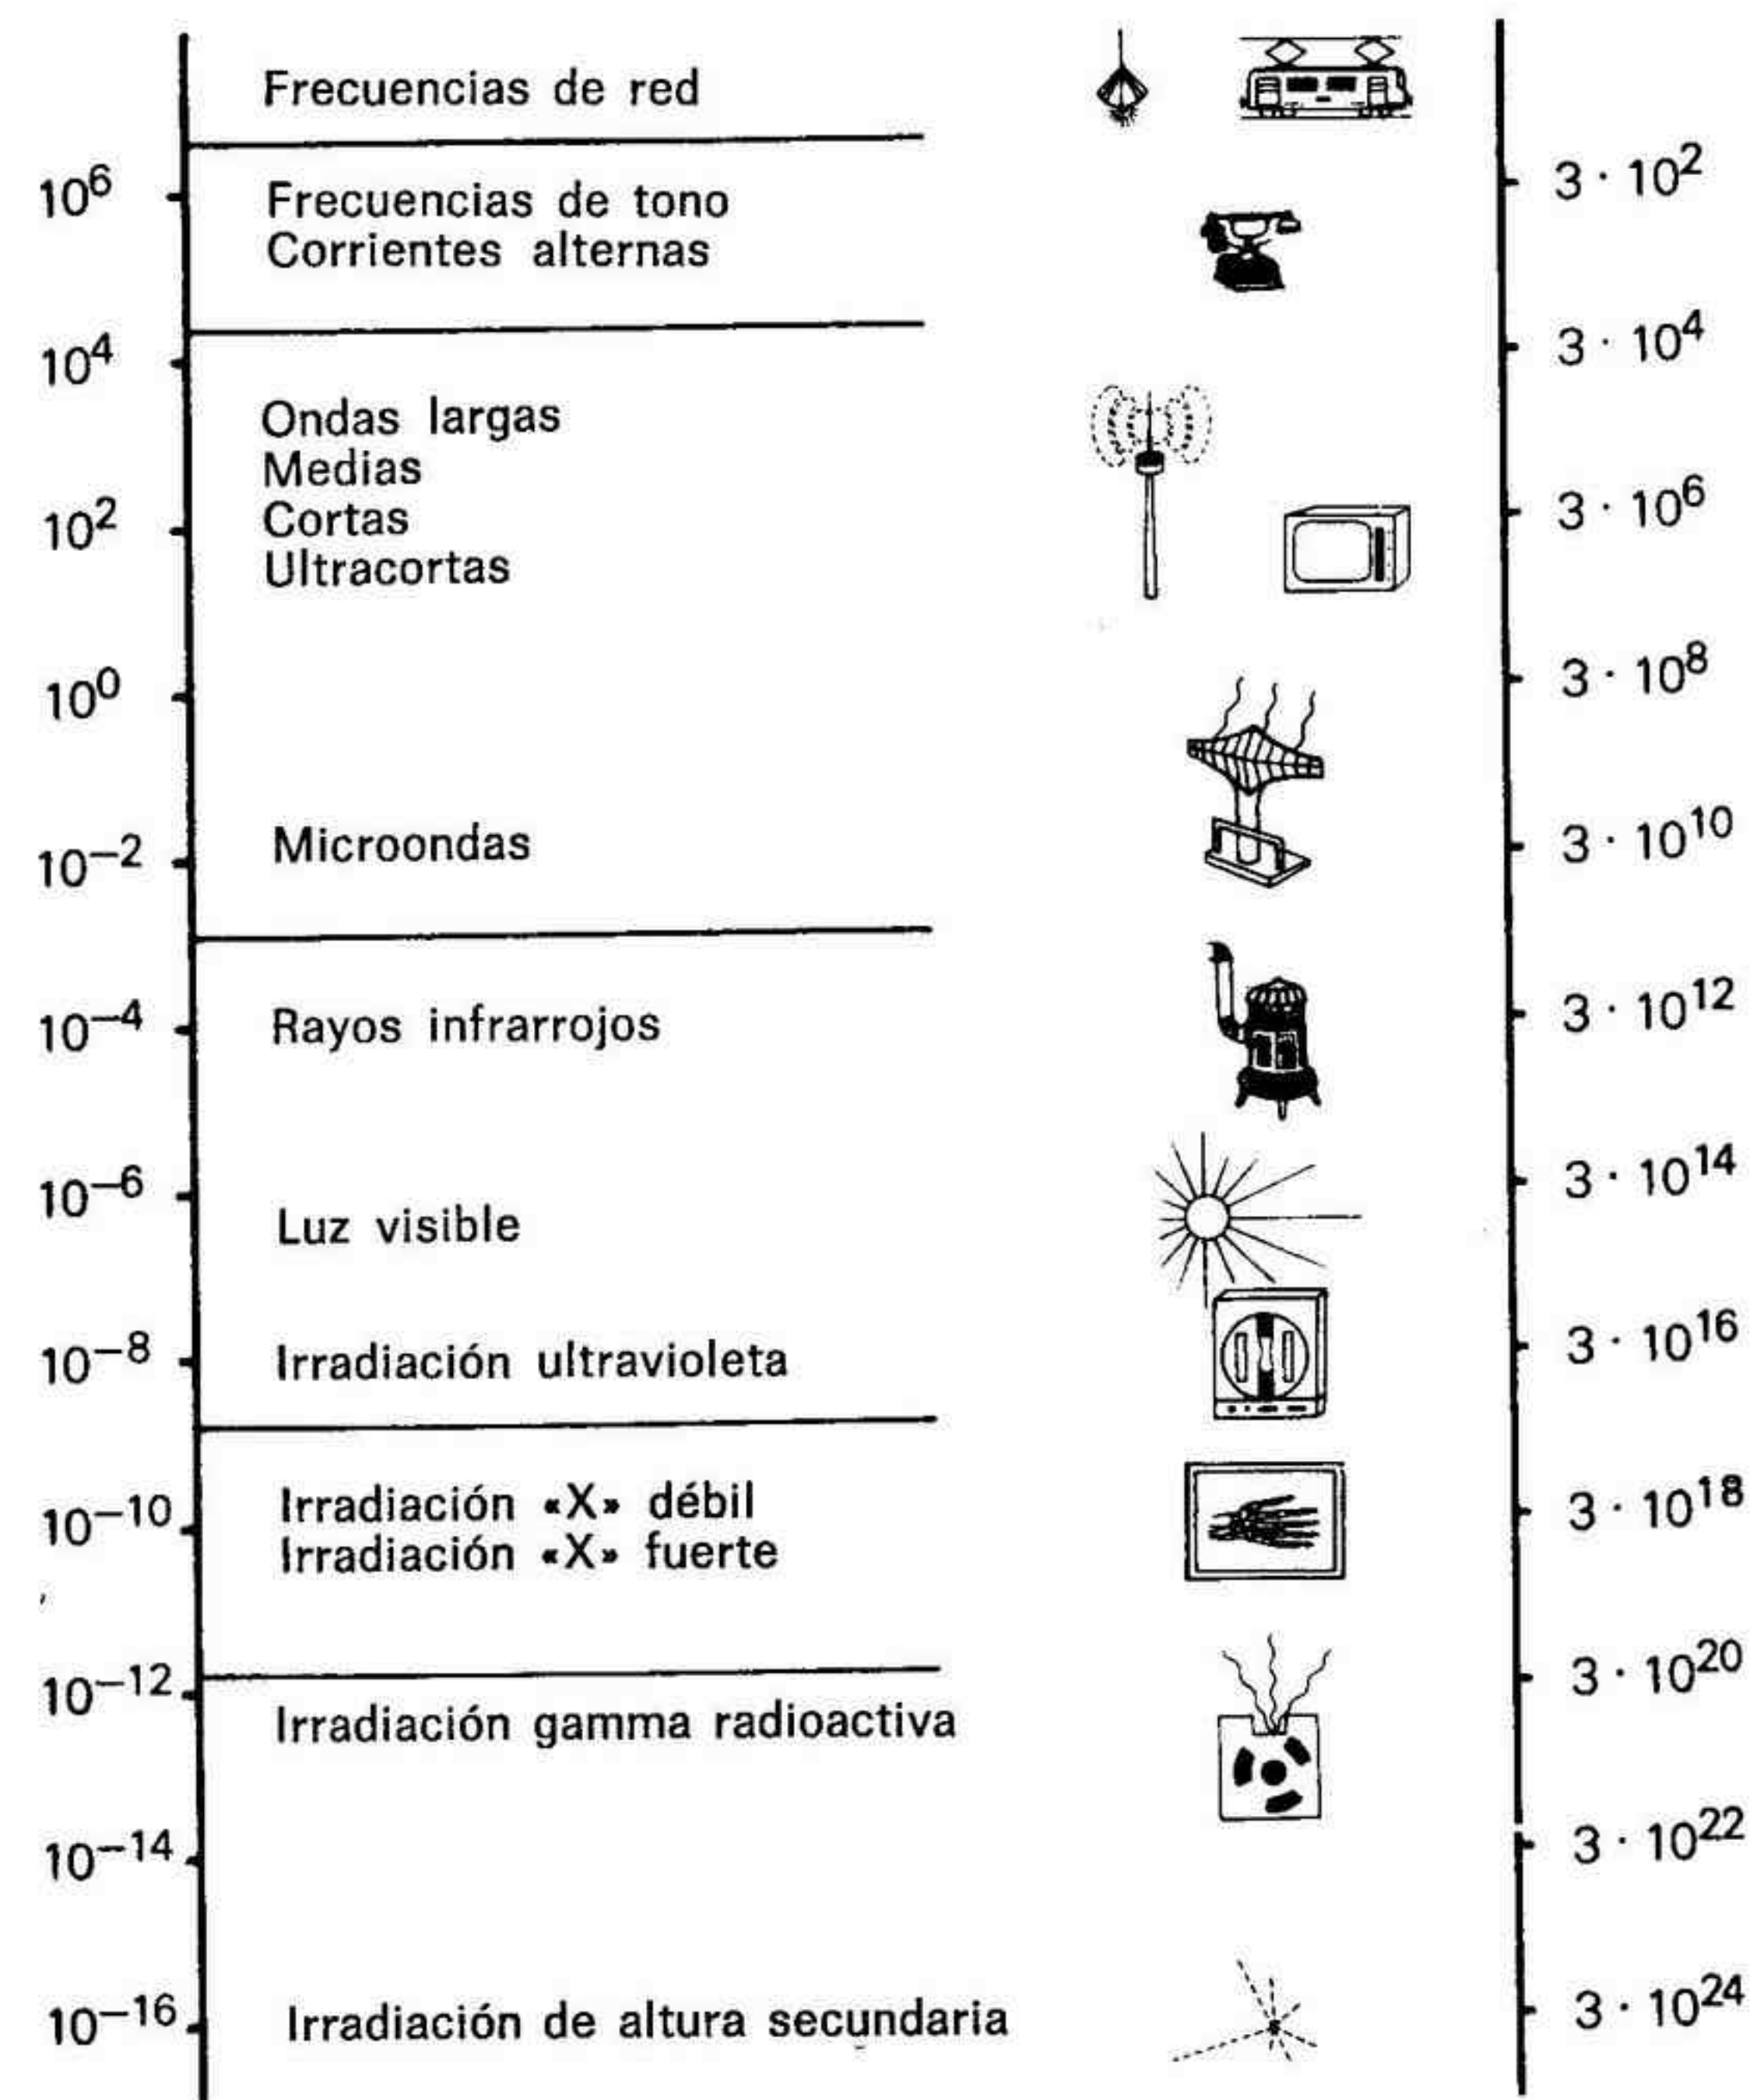 Frecuencias de red
10⁶ Frecuencias de tono 3 · 10²
Corrientes alternas
10⁴ 3 · 10⁴
Ondas largas
Medias
10² Cortas 3 · 10⁶
Ultracortas
10⁰ 3 · 10⁸
10⁻² Microondas 3 · 10¹⁰
10⁻⁴ Rayos infrarrojos 3 · 10¹²
10⁻⁶ 3 · 10¹⁴
Luz visible
10⁻⁸ Irradiación ultravioleta 3 · 10¹⁶
10⁻¹⁰ Irradiación «X» débil 3 · 10¹⁸
Irradiación «X» fuerte
10⁻¹² 3 · 10²⁰
Irradiación gamma radioactiva
10⁻¹⁴ 3 · 10²²
10⁻¹⁶ Irradiación de altura secundaria 3 · 10²⁴